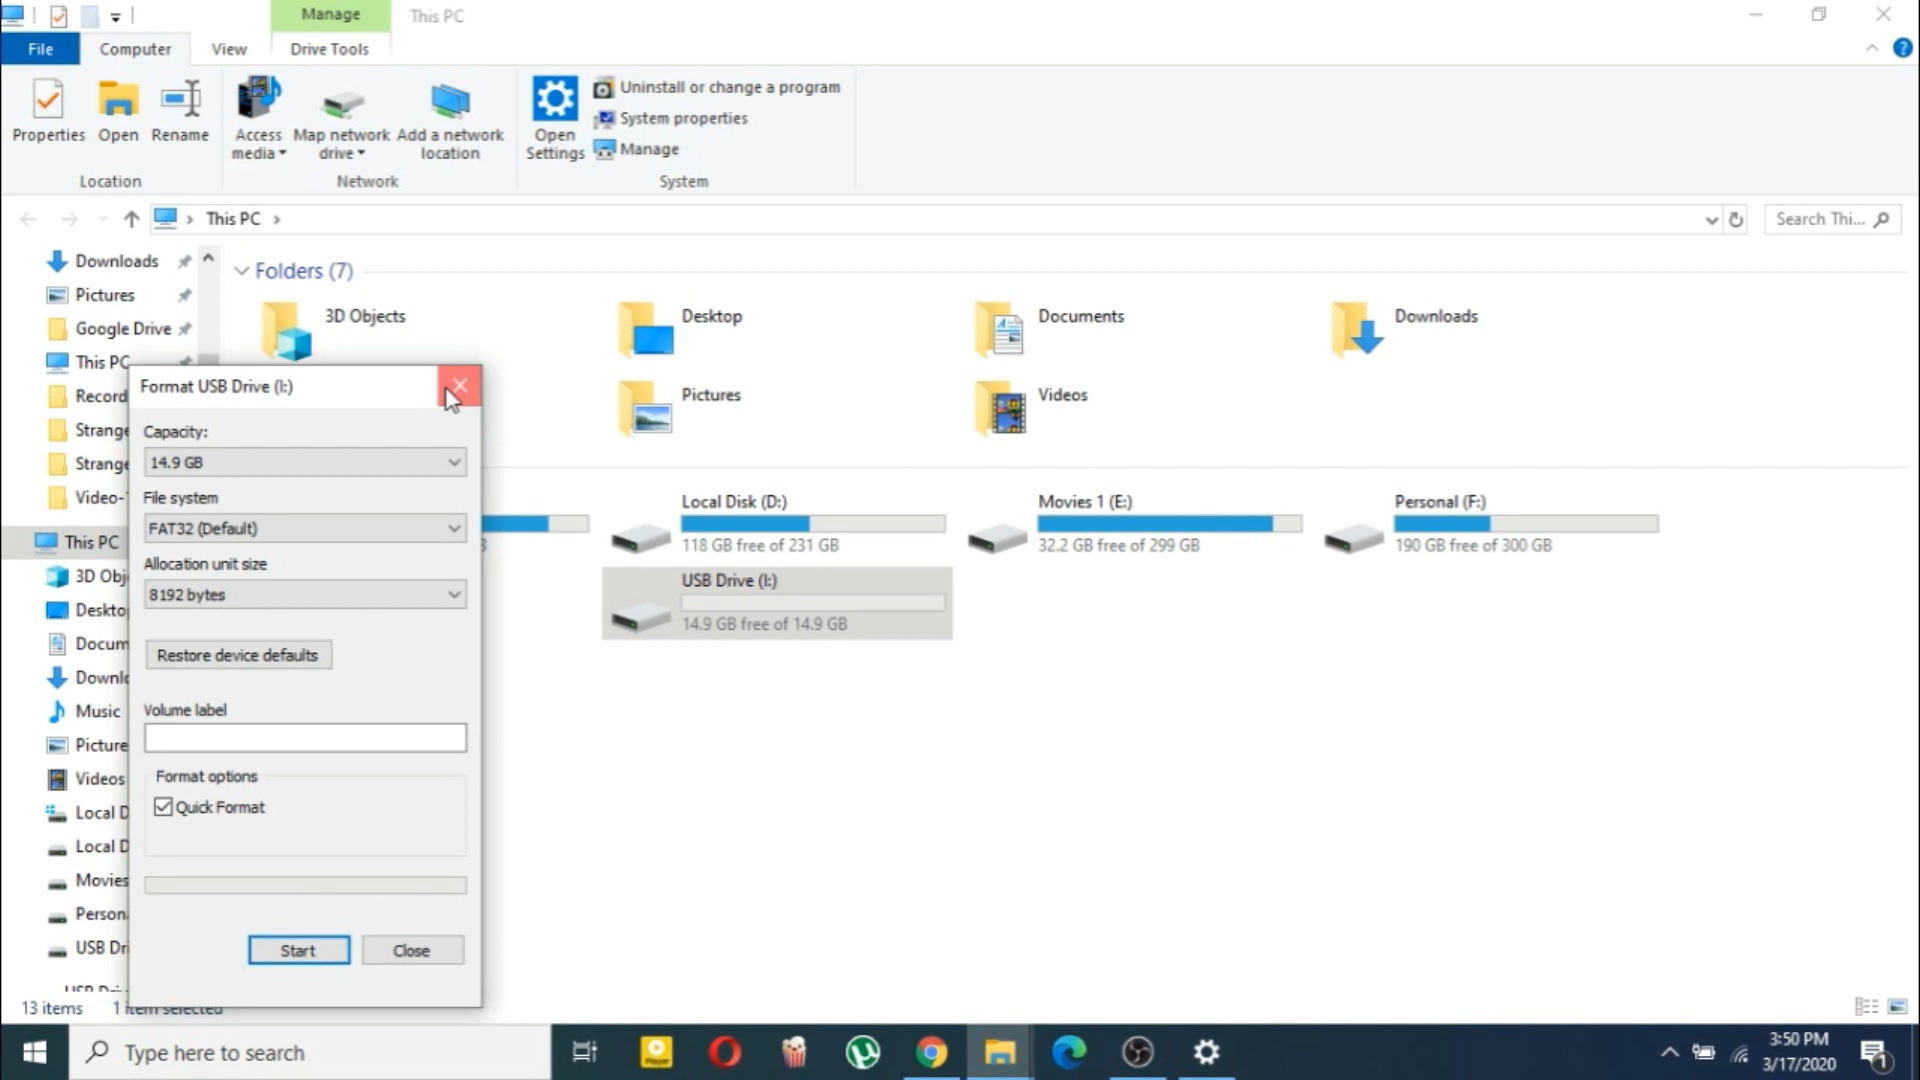 Manage
This PC
File
Computer
View
Drive Tools
Properties
Open
Rename
Access media
Map network drive
Add a network location
Open Settings
Uninstall or change a program
System properties
Manage
Location
Network
System
This PC
Search Thi...
Downloads
Pictures
Google Drive
This PC
Record
Strange
Strange
Video-
This PC
3D Obj
Deskto
Docum
Downl
Music
Picture
Videos
Local D
Local D
Movies
Person
USB Dri
USB Dri
13 items
1 item selected
Folders (7)
3D Objects
Desktop
Documents
Downloads
Pictures
Videos
Local Disk (D:)
118 GB free of 231 GB
Movies 1 (E:)
32.2 GB free of 299 GB
Personal (F:)
190 GB free of 300 GB
USB Drive (I:)
14.9 GB free of 14.9 GB
Format USB Drive (I:)
Capacity:
14.9 GB
File system
FAT32 (Default)
Allocation unit size
8192 bytes
Restore device defaults
Volume label
Format options
Quick Format
Start
Close
Type here to search
Player
3:50 PM
3/17/2020
1